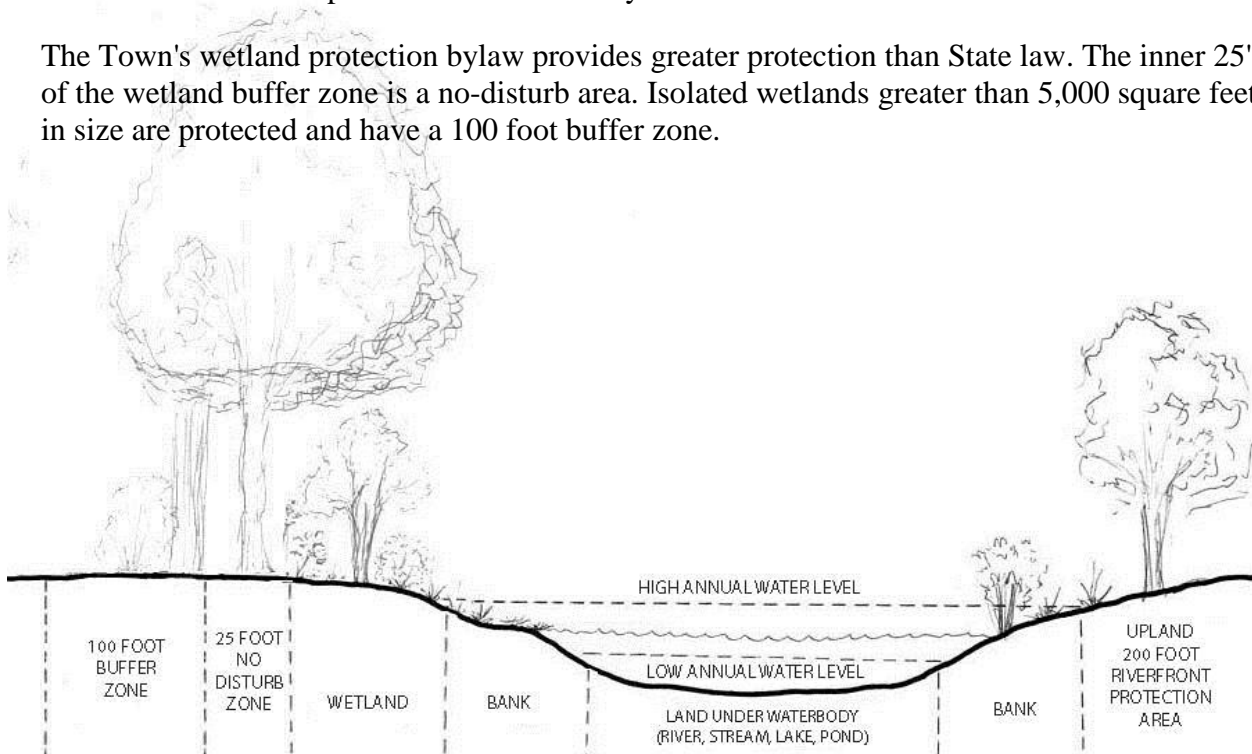 The Town's wetland protection bylaw provides greater protection than State law. The inner 25'
of the wetland buffer zone is a no-disturb area. Isolated wetlands greater than 5,000 square feet
in size are protected and have a 100 foot buffer zone.
HIGH ANNUAL WATER LEVEL
LOW ANNUAL WATER LEVEL
100 FOOT
BUFFER
ZONE
25 FOOT
NO
DISTURB
ZONE
WETLAND
BANK
LAND UNDER WATERBODY
(RIVER, STREAM, LAKE, POND)
BANK
UPLAND
200 FOOT
RIVERFRONT
PROTECTION
AREA